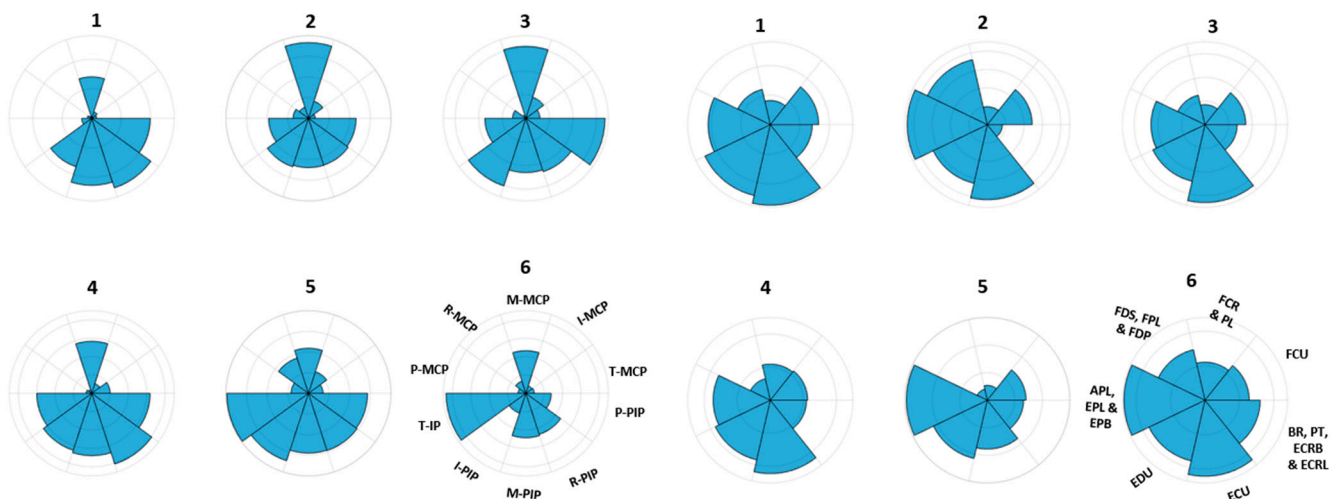 1
2
3
1
2
3
4
5
6
M-MCP
R-MCP
I-MCP
P-MCP
T-MCP
T-IP
P-PIP
I-PIP
R-PIP
M-PIP
4
5
6
FCR
& PL
FDS, FPL
& FDP
FCU
APL,
EPL &
EPB
BR, PT,
ECRB
& ECRL
EDU
ECU